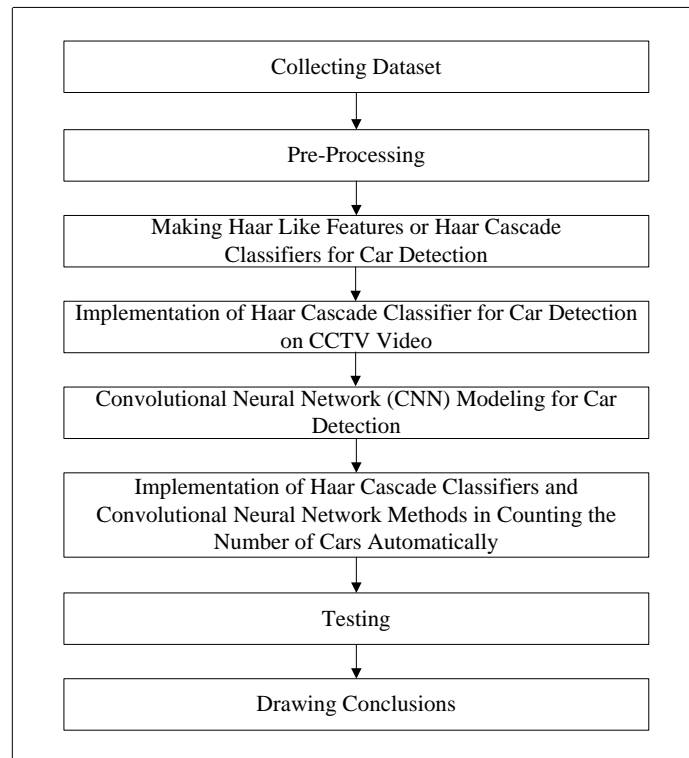 Collecting Dataset
Pre-Processing
Making Haar Like Features or Haar Cascade
Classifiers for Car Detection
Implementation of Haar Cascade Classifier for Car Detection
on CCTV Video
Convolutional Neural Network (CNN) Modeling for Car
Detection
Implementation of Haar Cascade Classifiers and
Convolutional Neural Network Methods in Counting the
Number of Cars Automatically
Testing
Drawing Conclusions